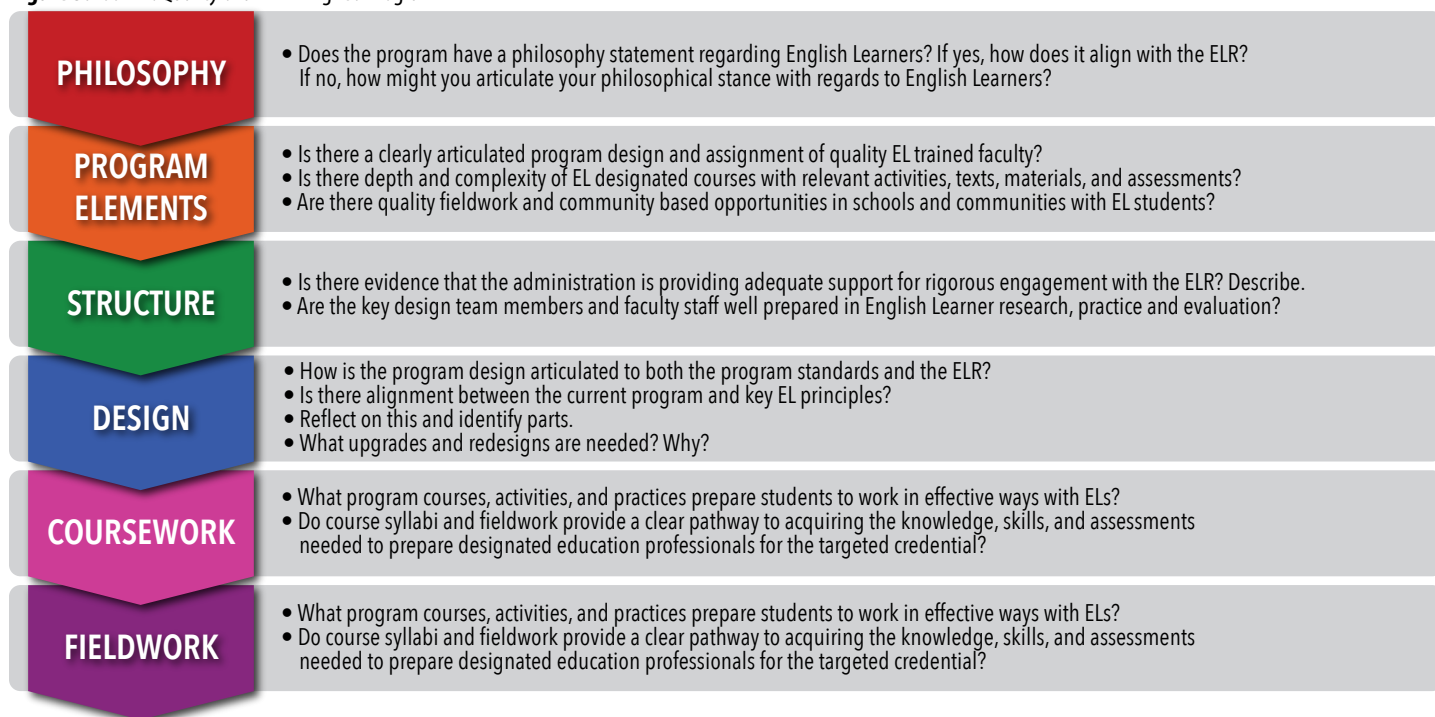 PHILOSOPHY
• Does the program have a philosophy statement regarding English Learners? If yes, how does it align with the ELR?
If no, how might you articulate your philosophical stance with regards to English Learners?
PROGRAM
ELEMENTS
• Is there a clearly articulated program design and assignment of quality EL trained faculty?
• Is there depth and complexity of EL designated courses with relevant activities, texts, materials, and assessments?
• Are there quality fieldwork and community based opportunities in schools and communities with EL students?
STRUCTURE
• Is there evidence that the administration is providing adequate support for rigorous engagement with the ELR? Describe.
• Are the key design team members and faculty staff well prepared in English Learner research, practice and evaluation?
DESIGN
• How is the program design articulated to both the program standards and the ELR?
• Is there alignment between the current program and key EL principles?
• Reflect on this and identify parts.
• What upgrades and redesigns are needed? Why?
COURSEWORK
• What program courses, activities, and practices prepare students to work in effective ways with ELs?
• Do course syllabi and fieldwork provide a clear pathway to acquiring the knowledge, skills, and assessments
needed to prepare designated education professionals for the targeted credential?
FIELDWORK
• What program courses, activities, and practices prepare students to work in effective ways with ELs?
• Do course syllabi and fieldwork provide a clear pathway to acquiring the knowledge, skills, and assessments
needed to prepare designated education professionals for the targeted credential?